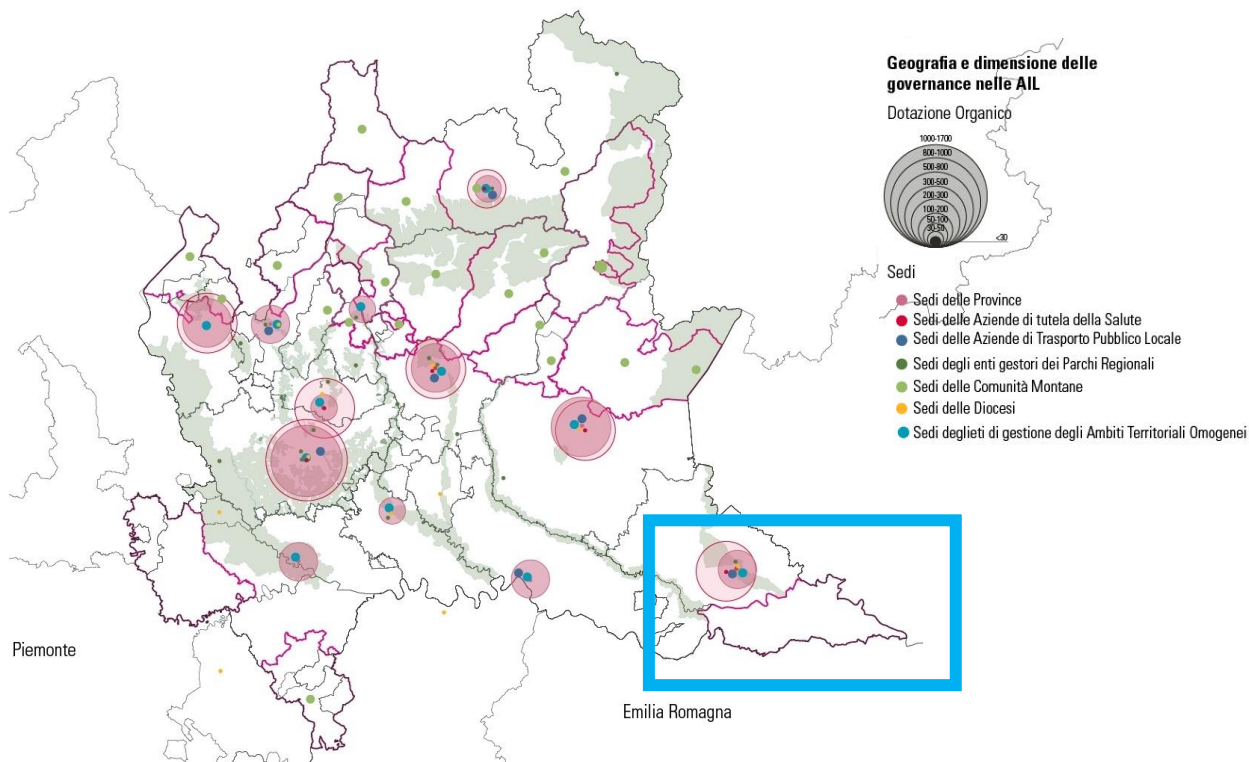 Geografia e dimensione delle
governance nelle AIL
Dotazione Organico
1000-1700
800-1000
500-800
300-500
200-300
100-200
50-100
30-50
<30
Sedi
Sedi delle Province
Sedi delle Aziende di tutela della Salute
Sedi delle Aziende di Trasporto Pubblico Locale
Sedi degli enti gestori dei Parchi Regionali
Sedi delle Comunità Montane
Sedi delle Diocesi
Sedi deglieti di gestione degli Ambiti Territoriali Omogenei
Piemonte
Emilia Romagna